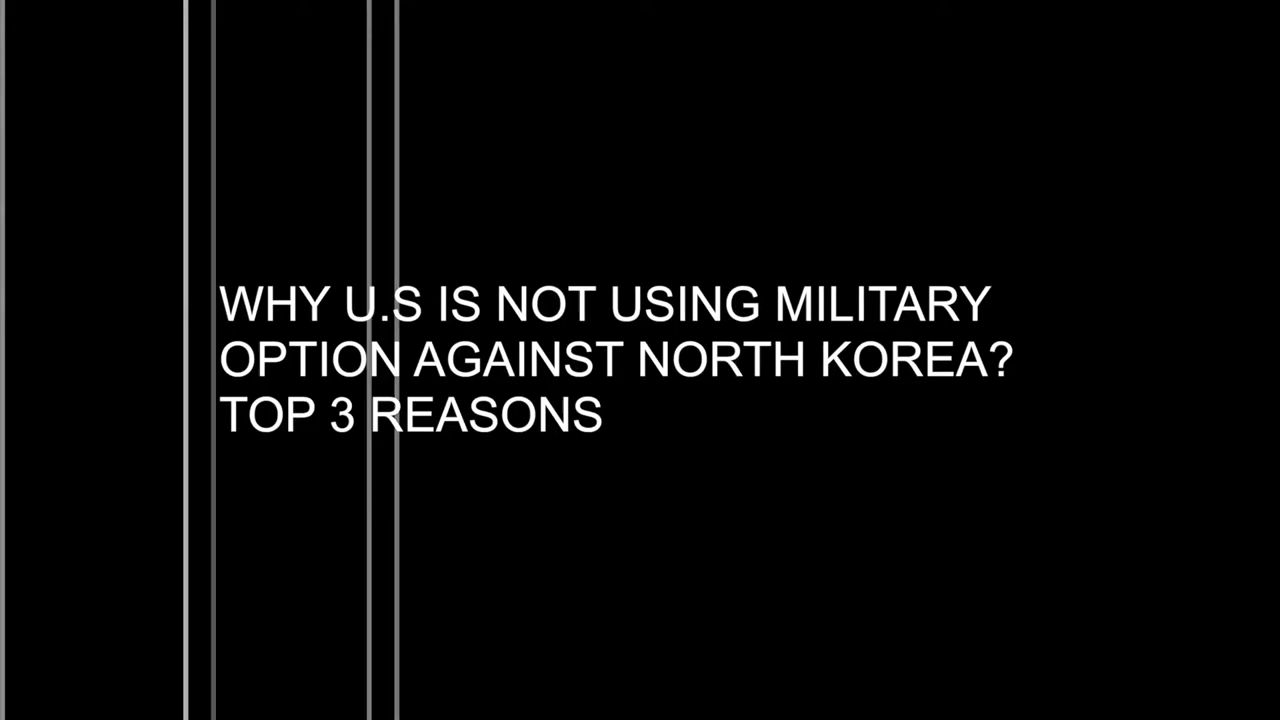 WHY U.S IS NOT USING MILITARY
OPTION AGAINST NORTH KOREA?
TOP 3 REASONS